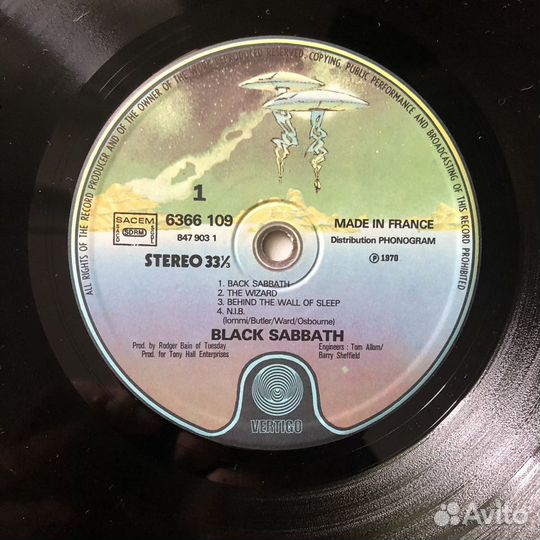 ALL RIGHTS OF THE RECORD PRODUCER AND OF THE OWNER OF THE WORK REPRODUCED RESERVED, COPYING, PUBLIC PERFORMANCE AND BROADCASTING OF THIS RECORD PROHIBITED
1
SACEM
SDRM
6366 109
847 903 1
STEREO 33⅓
MADE IN FRANCE
Distribution PHONOGRAM
Ⓟ 1970
1. BACK SABBATH
2. THE WIZARD
3. BEHIND THE WALL OF SLEEP
4. N.I.B.
(Iommi/Butler/Ward/Osbourne)
BLACK SABBATH
Prod. by Rodger Bain of Tuesday
Prod. for Tony Hall Enterprises
Engineers : Tom Allom/
Barry Sheffield
VERTIGO
Avito